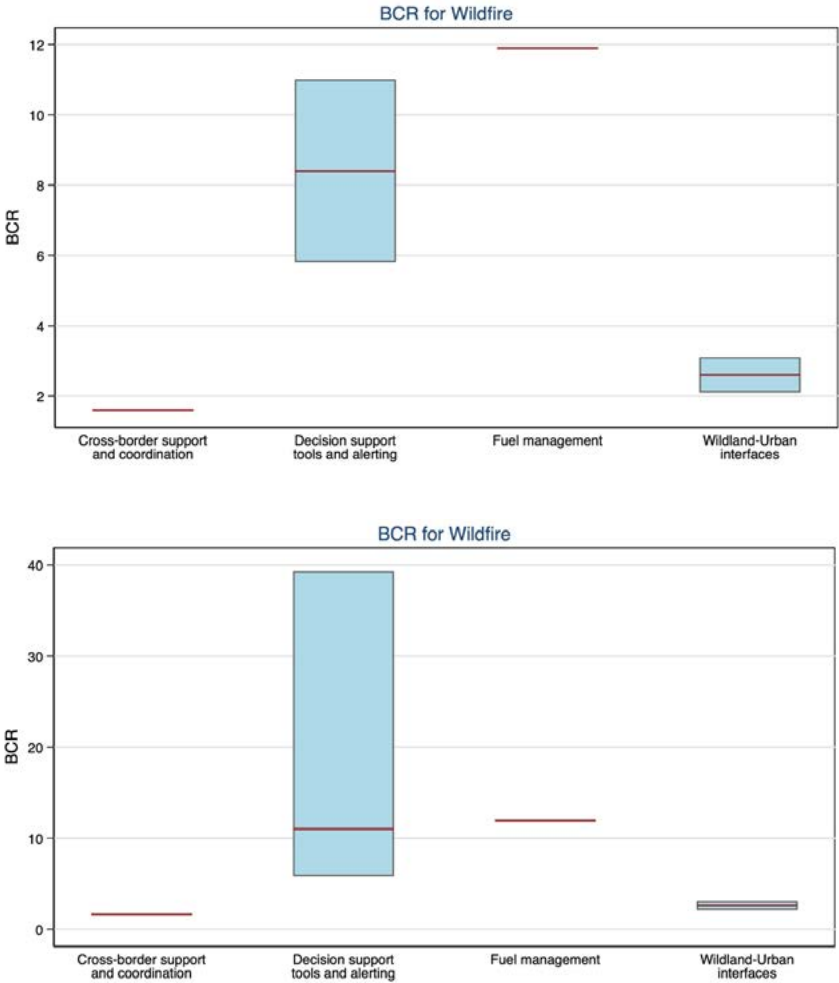 BCR for Wildfire
12
10
8
6
4
2
BCR
Cross-border support
and coordination
Decision support
tools and alerting
Fuel management
Wildland-Urban
interfaces
BCR for Wildfire
40
30
20
10
0
BCR
Cross-border support
and coordination
Decision support
tools and alerting
Fuel management
Wildland-Urban
interfaces